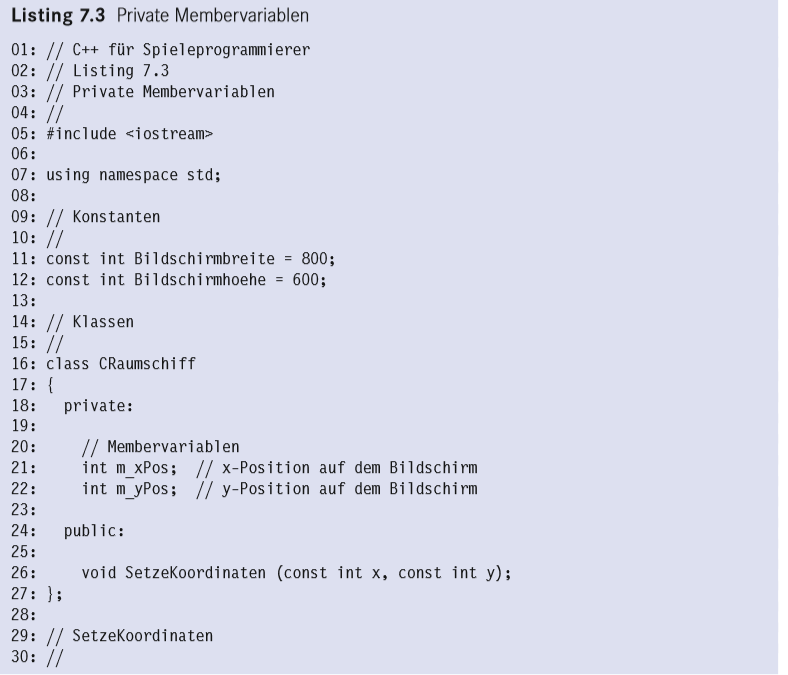 Listing 7.3 Private Membervariablen
01: // C++ für Spieleprogrammierer
02: // Listing 7.3
03: // Private Membervariablen
04: //
05: #include <iostream>
06:
07: using namespace std;
08:
09: // Konstanten
10: //
11: const int Bildschirmbreite = 800;
12: const int Bildschirmhoehe = 600;
13:
14: // Klassen
15: //
16: class CRaumschiff
17: {
18:   private:
19:
20:     // Membervariablen
21:     int m_xPos;  // x-Position auf dem Bildschirm
22:     int m_yPos;  // y-Position auf dem Bildschirm
23:
24:   public:
25:
26:     void SetzeKoordinaten (const int x, const int y);
27: };
28:
29: // SetzeKoordinaten
30: //